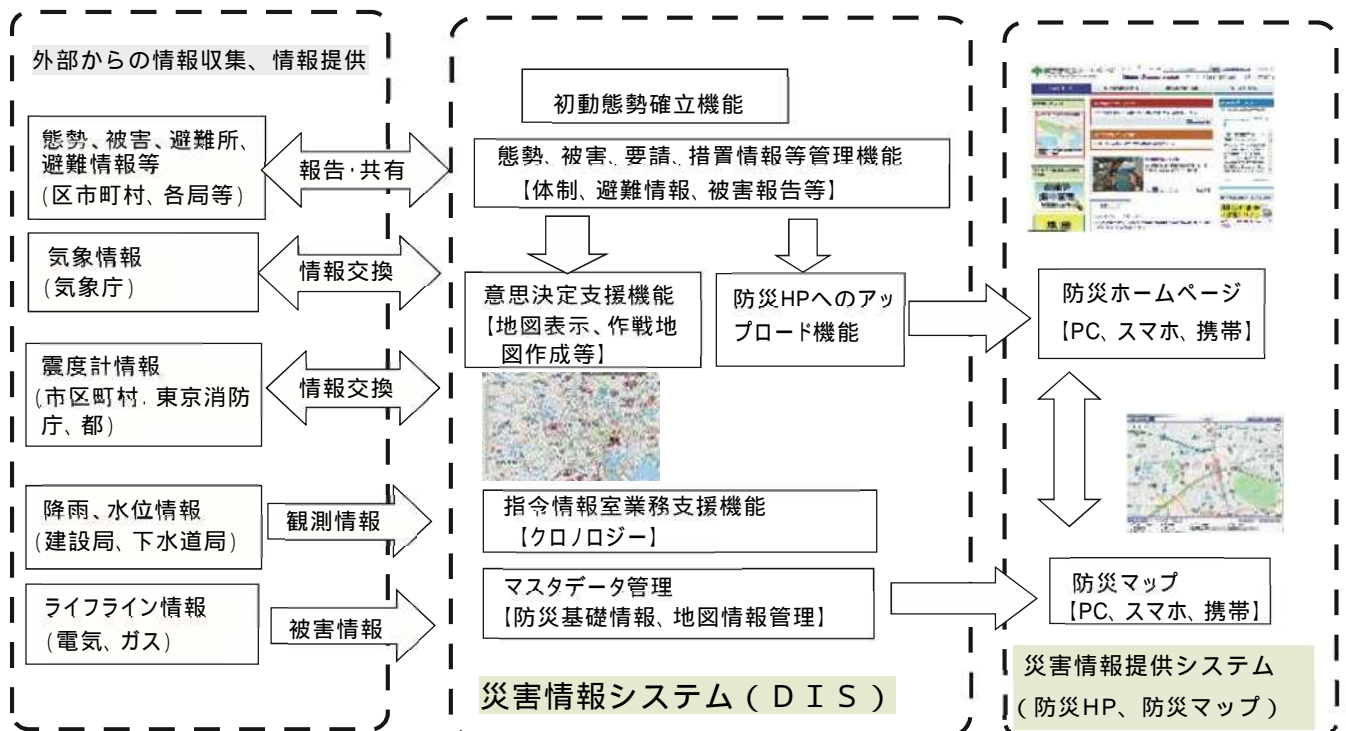 外部からの情報収集、情報提供
態勢、被害、避難所、
避難情報等
(区市町村、各局等)
報告･共有
気象情報
(気象庁)
情報交換
震度計情報
(市区町村、東京消防
庁、都)
情報交換
降雨、水位情報
(建設局、下水道局)
観測情報
ライフライン情報
(電気、ガス)
被害情報
初動態勢確立機能
態勢、被害、要請、措置情報等管理機能
【体制、避難情報、被害報告等】
意思決定支援機能
【地図表示、作戦地
図作成等】
防災HPへのアッ
プロード機能
指令情報室業務支援機能
【クロノロジー】
マスタデータ管理
【防災基礎情報、地図情報管理】
災害情報システム(DIS)
防災ホームページ
【PC、スマホ、携帯】
防災マップ
【PC、スマホ、携帯】
災害情報提供システム
(防災HP、防災マップ)